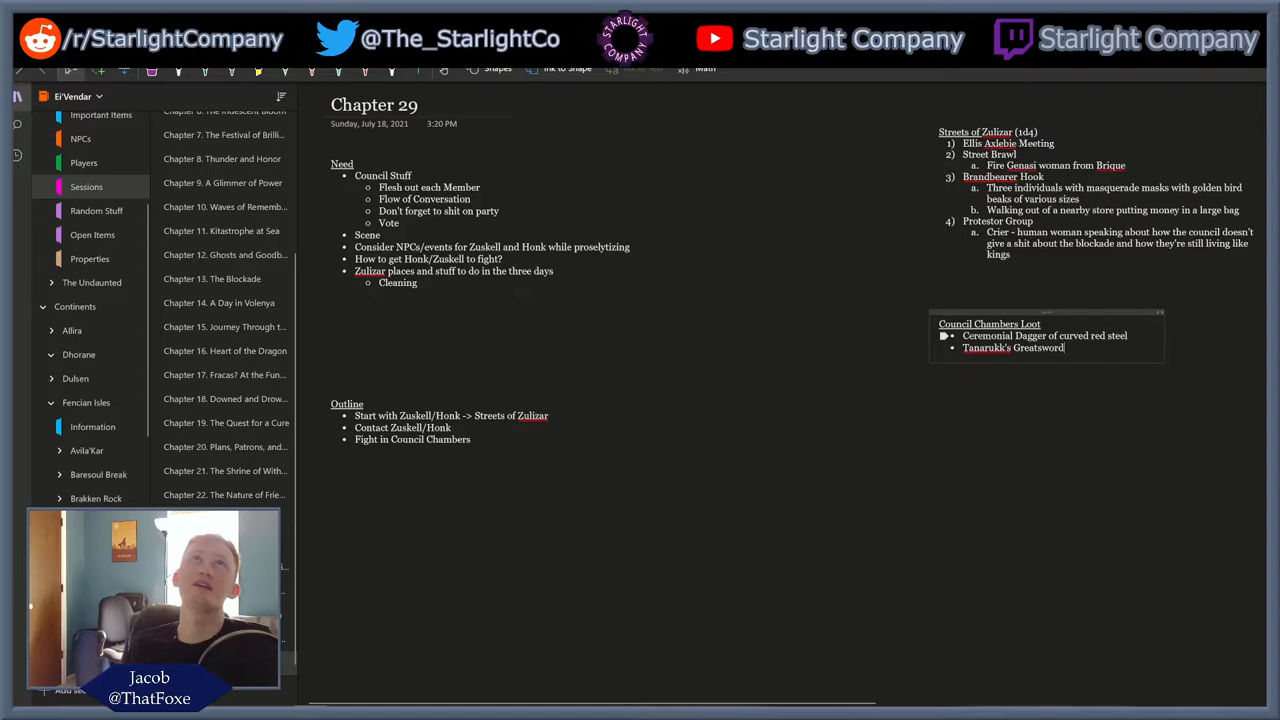 /r/StarlightCompany
@The_StarlightCo
STARLIGHT COMPANY
Starlight Company
Starlight Company
Shapes
Ink to Shape
Math
Ei'Vendar
Important Items
NPCs
Players
Sessions
Random Stuff
Open Items
Properties
The Undaunted
Continents
Allira
Dhorane
Dulsen
Fencian Isles
Information
Avila'Kar
Baresoul Break
Brakken Rock
Chapter 7. The Festival of Brilli...
Chapter 8. Thunder and Honor
Chapter 9. A Glimmer of Power
Chapter 10. Waves of Rememb...
Chapter 11. Kitastrophe at Sea
Chapter 12. Ghosts and Goodb...
Chapter 13. The Blockade
Chapter 14. A Day in Volenya
Chapter 15. Journey Through t...
Chapter 16. Heart of the Dragon
Chapter 17. Fracas? At the Fun...
Chapter 18. Downed and Drow...
Chapter 19. The Quest for a Cure
Chapter 20. Plans, Patrons, and...
Chapter 21. The Shrine of With...
Chapter 22. The Nature of Frie...
Chapter 29
Sunday, July 18, 2021 3:20 PM
Need
• Council Stuff
o Flesh out each Member
o Flow of Conversation
o Don't forget to shit on party
o Vote
• Scene
• Consider NPCs/events for Zuskell and Honk while proselytizing
• How to get Honk/Zuskell to fight?
• Zulizar places and stuff to do in the three days
o Cleaning
Outline
• Start with Zuskell/Honk -> Streets of Zulizar
• Contact Zuskell/Honk
• Fight in Council Chambers
Streets of Zulizar (1d4)
1) Ellis Axlebie Meeting
2) Street Brawl
a. Fire Genasi woman from Brique
3) Brandbearer Hook
a. Three individuals with masquerade masks with golden bird
beaks of various sizes
b. Walking out of a nearby store putting money in a large bag
4) Protestor Group
a. Crier - human woman speaking about how the council doesn't
give a shit about the blockade and how they're still living like
kings
Council Chambers Loot
• Ceremonial Dagger of curved red steel
• Tanarukk's Greatsword
Jacob
@ThatFoxe